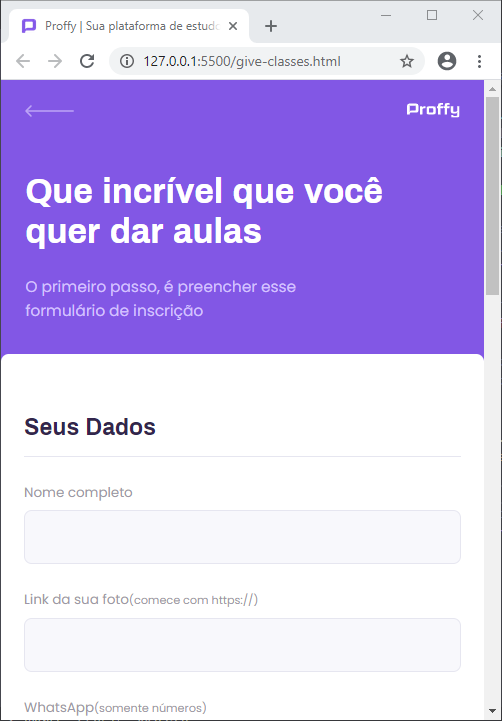 Proffy | Sua plataforma de estudo
127.0.0.1:5500/give-classes.html
Proffy
Que incrível que você
quer dar aulas
O primeiro passo, é preencher esse
formulário de inscrição
Seus Dados
Nome completo
Link da sua foto(comece com https://)
WhatsApp(somente números)